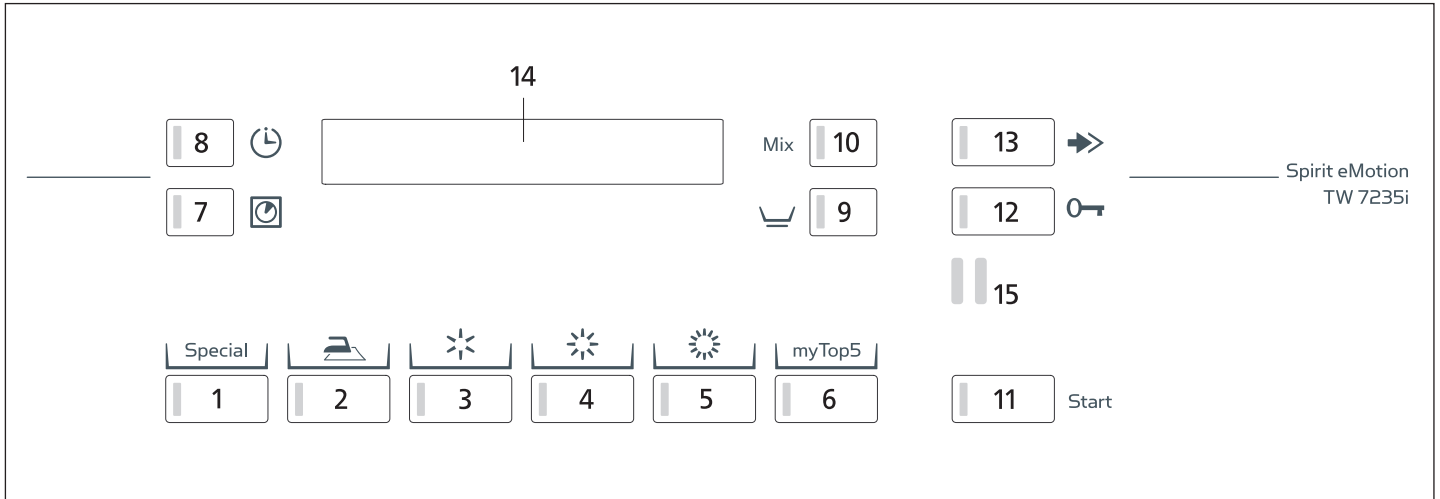 14
8
Mix 10
13
Spirit eMotion
TW 7235i
7
9
12
15
Special
myTop5
1 2 3 4 5 6
11 Start